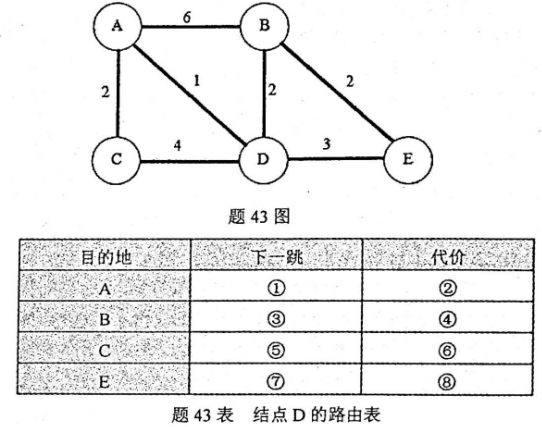 A 6 B
2 1 2 2
C 4 D 3 E
题 43 图
目的地 下一跳 代价
A ① ②
B ③ ④
C ⑤ ⑥
E ⑦ ⑧
题 43 表 结点 D 的路由表